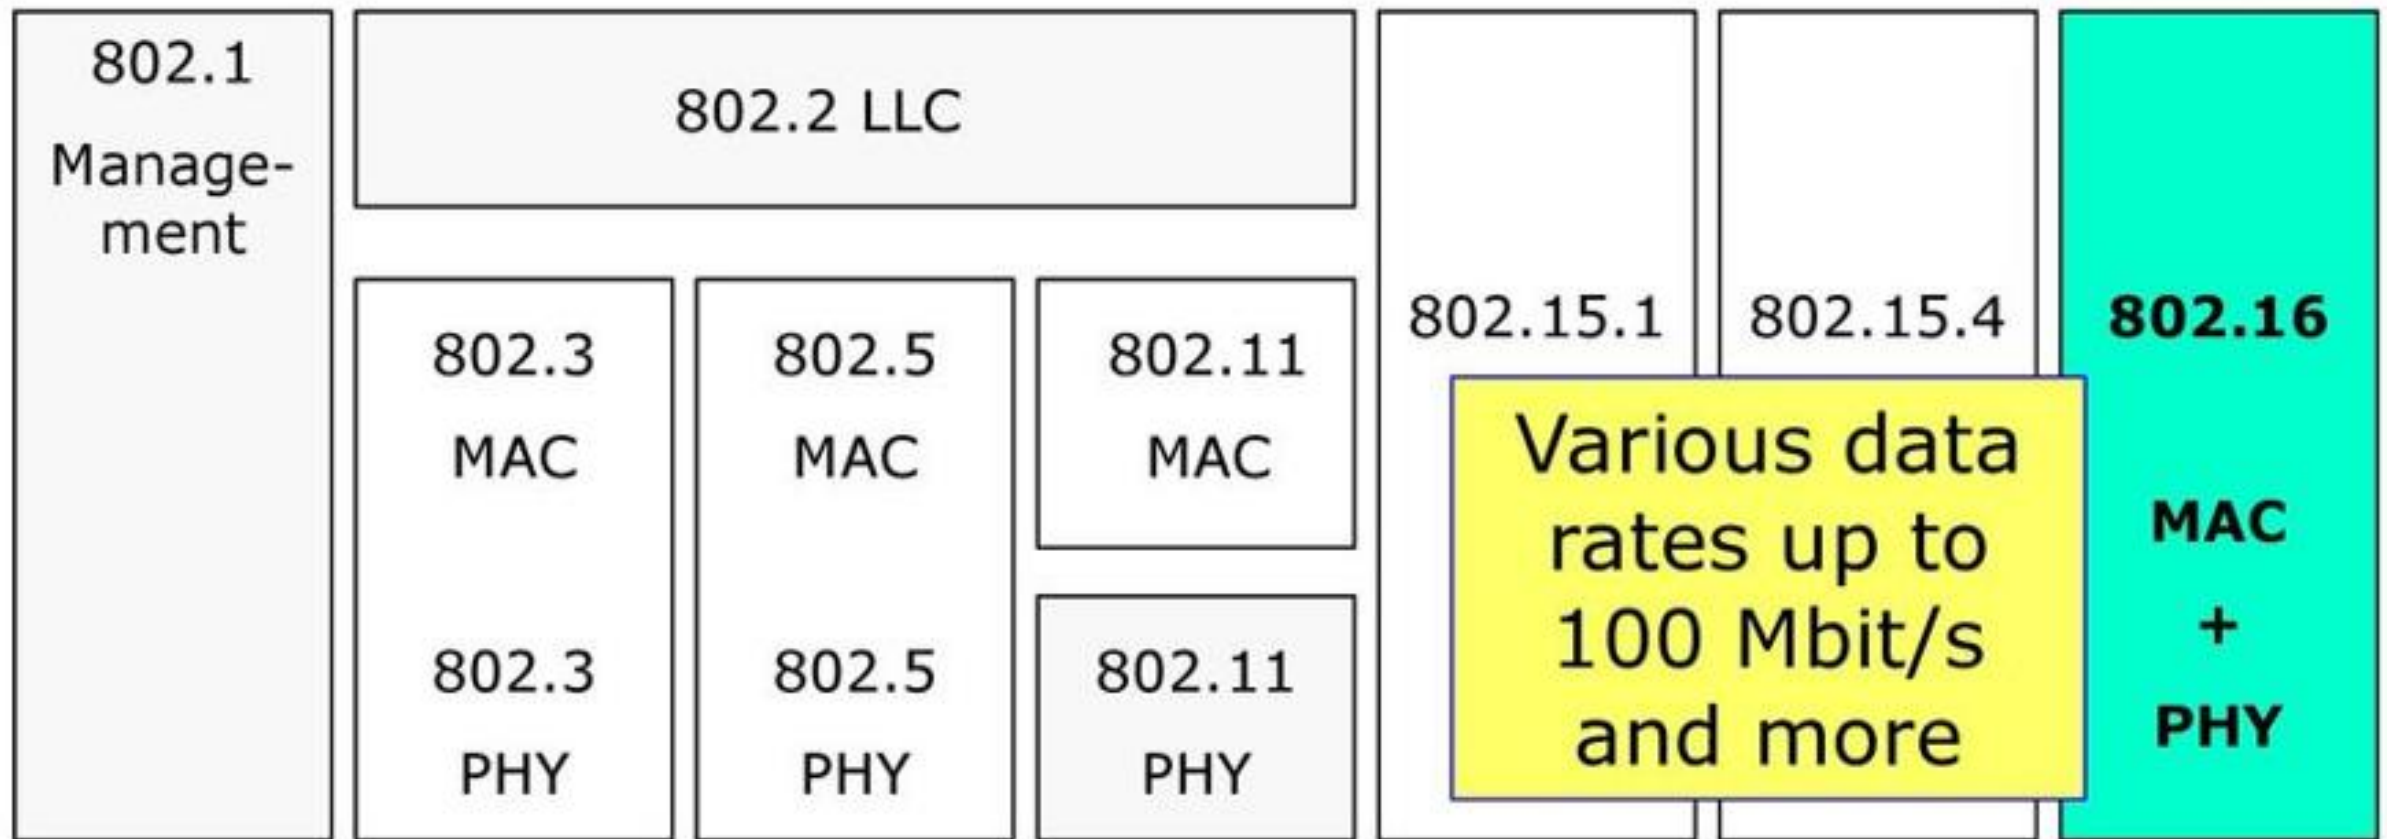 802.1
Manage-
ment
802.2 LLC
802.3
MAC
802.3
PHY
802.5
MAC
802.5
PHY
802.11
MAC
802.11
PHY
802.15.1
802.15.4
Various data
rates up to
100 Mbit/s
and more
802.16
MAC
+
PHY